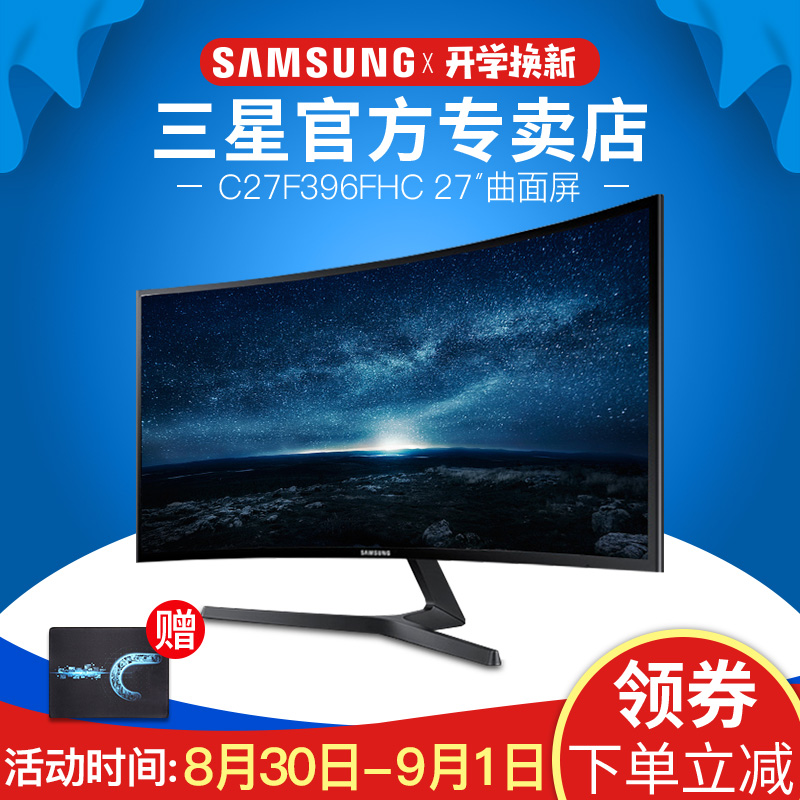 SAMSUNG X 开学换新
三星官方专卖店
C27F396FHC 27″曲面屏
SAMSUNG
赠
领券
下单立减
活动时间:8月30日-9月1日